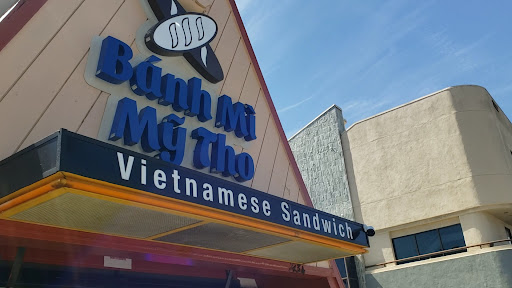 Bánh Mì
Mỹ Tho
Vietnamese Sandwich